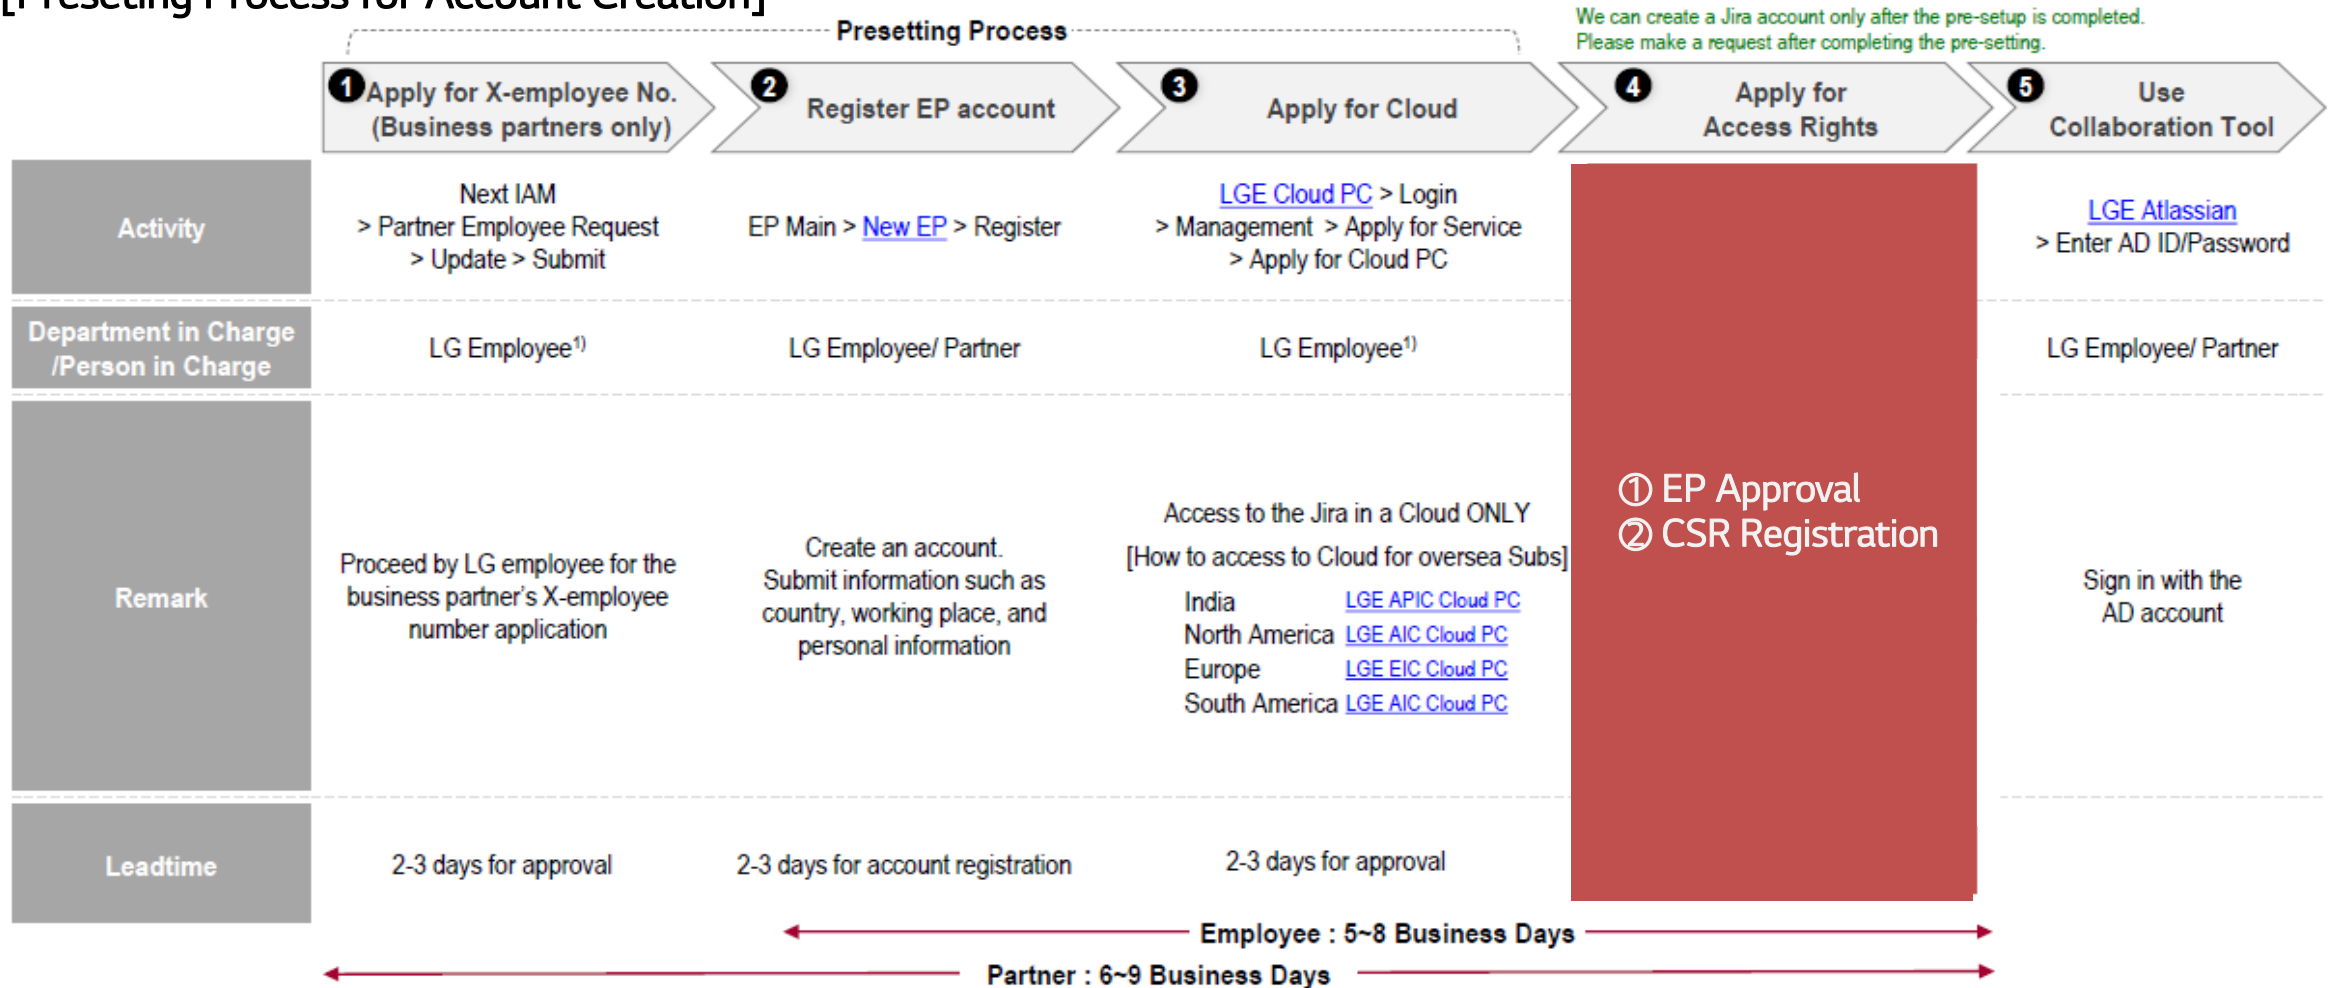 [Preseting Process for Account Creation]
We can create a Jira account only after the pre-setup is completed.
Please make a request after completing the pre-setting.
Presetting Process
1 Apply for X-employee No.
(Business partners only)
2 Register EP account
3 Apply for Cloud
4 Apply for
Access Rights
5 Use
Collaboration Tool
Activity
Next IAM
> Partner Employee Request
> Update > Submit
EP Main > New EP > Register
LGE Cloud PC > Login
> Management > Apply for Service
> Apply for Cloud PC
LGE Atlassian
> Enter AD ID/Password
Department in Charge
/Person in Charge
LG Employee1)
LG Employee/ Partner
LG Employee1)
LG Employee/ Partner
Remark
Proceed by LG employee for the
business partner's X-employee
number application
Create an account.
Submit information such as
country, working place, and
personal information
Access to the Jira in a Cloud ONLY
[How to access to Cloud for oversea Subs]
India LGE APIC Cloud PC
North America LGE AIC Cloud PC
Europe LGE EIC Cloud PC
South America LGE AIC Cloud PC
① EP Approval
② CSR Registration
Sign in with the
AD account
Leadtime
2-3 days for approval
2-3 days for account registration
2-3 days for approval
Employee : 5~8 Business Days
Partner : 6~9 Business Days